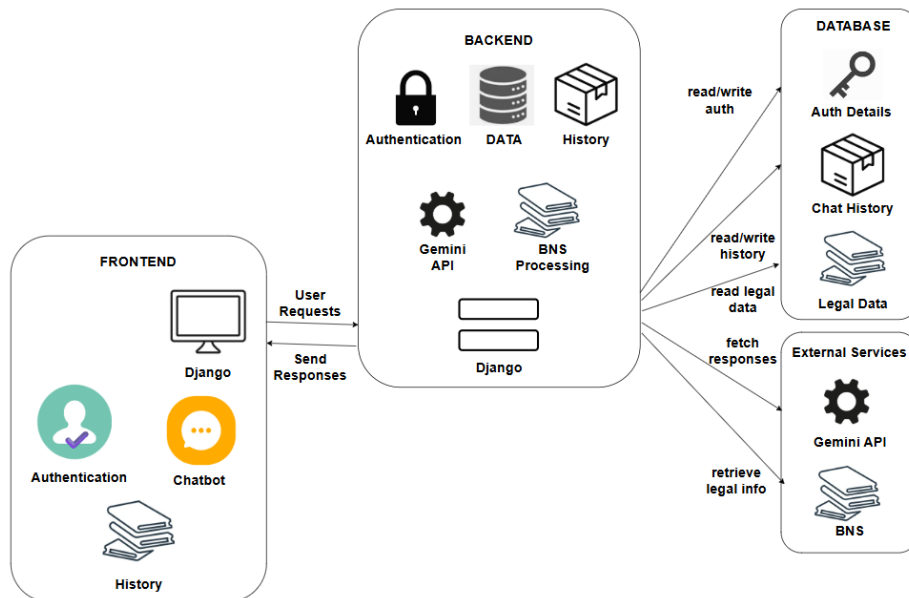 FRONTEND
Django
Authentication
Chatbot
History
User
Requests
Send
Responses
BACKEND
Authentication
DATA
History
Gemini
API
BNS
Processing
Django
read/write
auth
read/write
history
read legal
data
fetch
responses
retrieve
legal info
DATABASE
Auth Details
Chat History
Legal Data
External Services
Gemini API
BNS